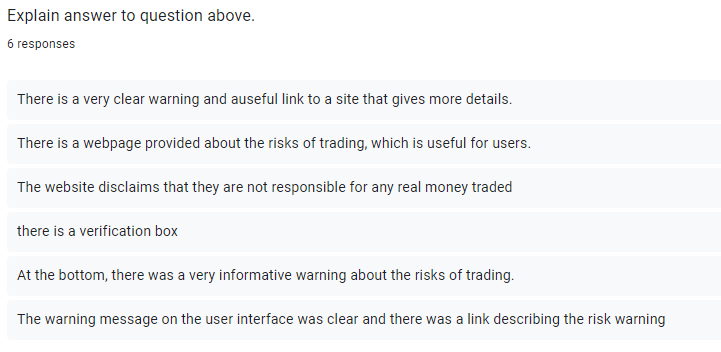 Explain answer to question above.
6 responses
There is a very clear warning and auseful link to a site that gives more details.
There is a webpage provided about the risks of trading, which is useful for users.
The website disclaims that they are not responsible for any real money traded
there is a verification box
At the bottom, there was a very informative warning about the risks of trading.
The warning message on the user interface was clear and there was a link describing the risk warning